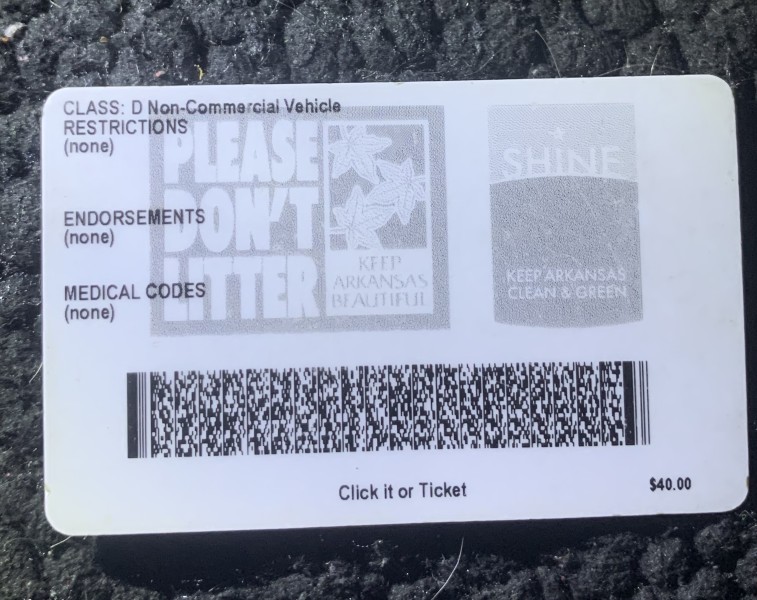 CLASS: D Non-Commercial Vehicle
RESTRICTIONS
(none)
ENDORSEMENTS
(none)
MEDICAL CODES
(none)
PLEASE
DON'T
LITTER
KEEP
ARKANSAS
BEAUTIFUL
SHINE
KEEP ARKANSAS
CLEAN & GREEN
Click it or Ticket
$40.00